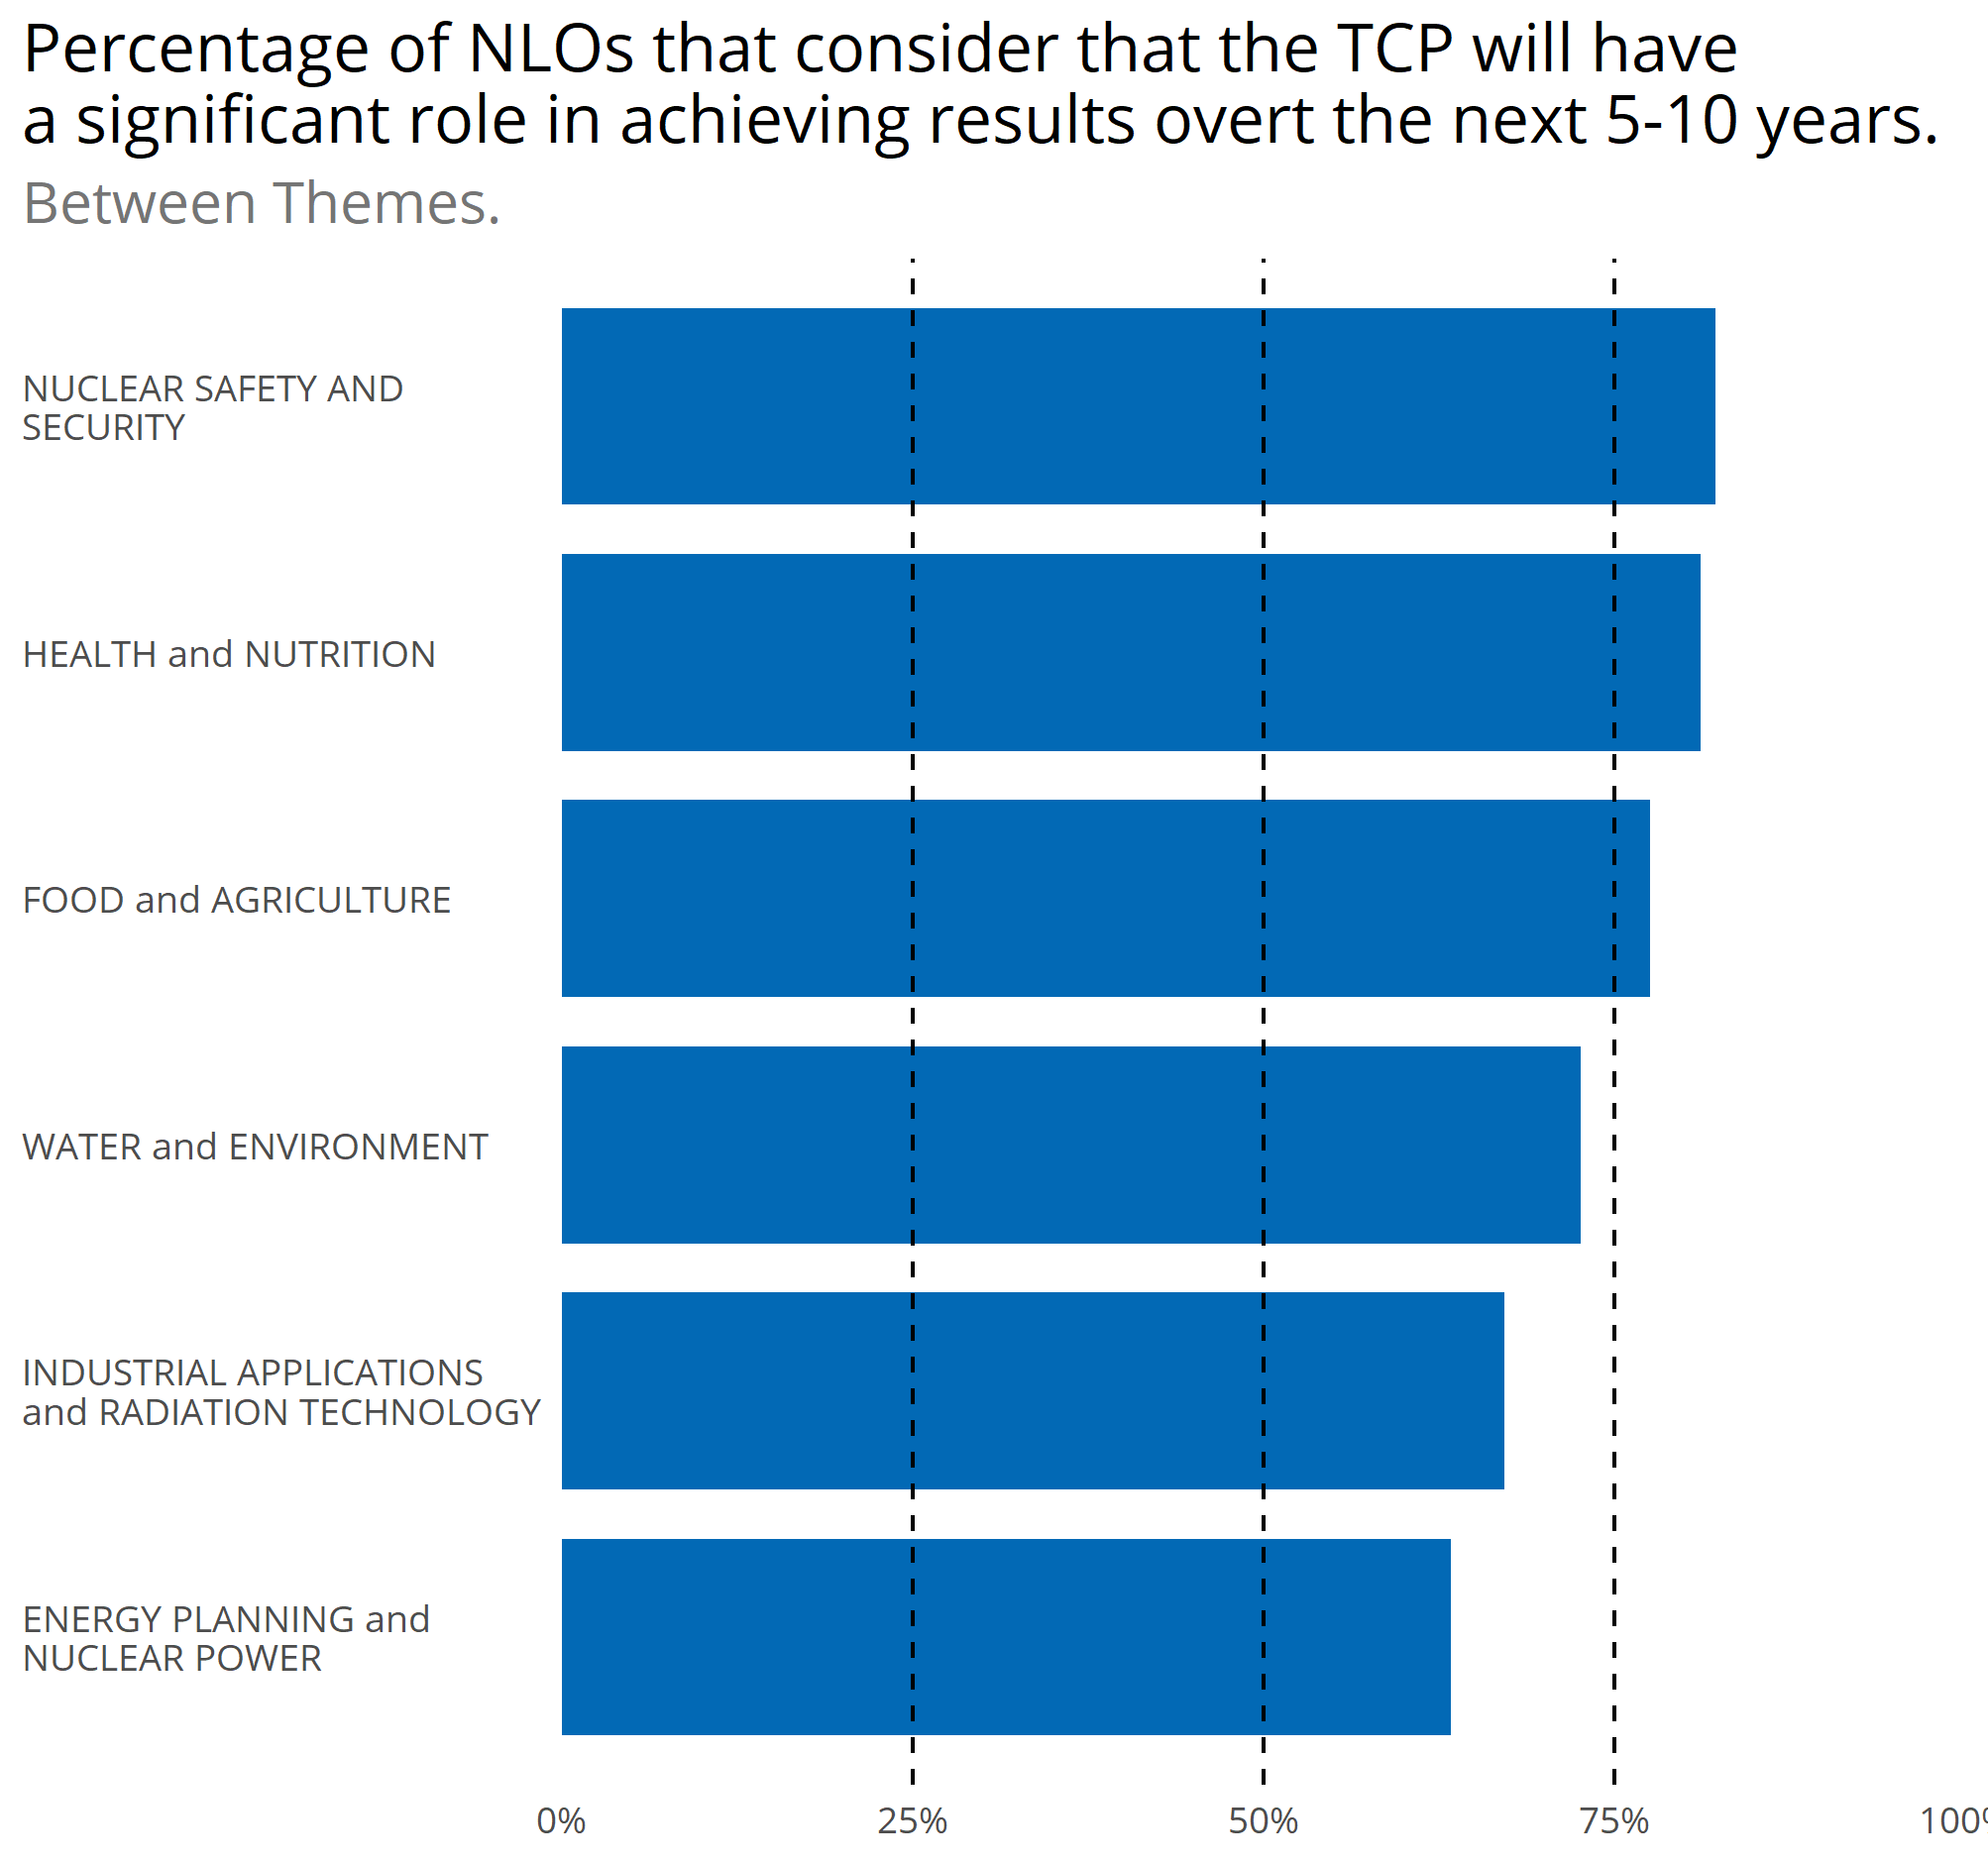 Percentage of NLOs that consider that the TCP will have
a significant role in achieving results overt the next 5-10 years.
Between Themes.
NUCLEAR SAFETY AND
SECURITY
HEALTH and NUTRITION
FOOD and AGRICULTURE
WATER and ENVIRONMENT
INDUSTRIAL APPLICATIONS
and RADIATION TECHNOLOGY
ENERGY PLANNING and
NUCLEAR POWER
0% 25% 50% 75% 100%